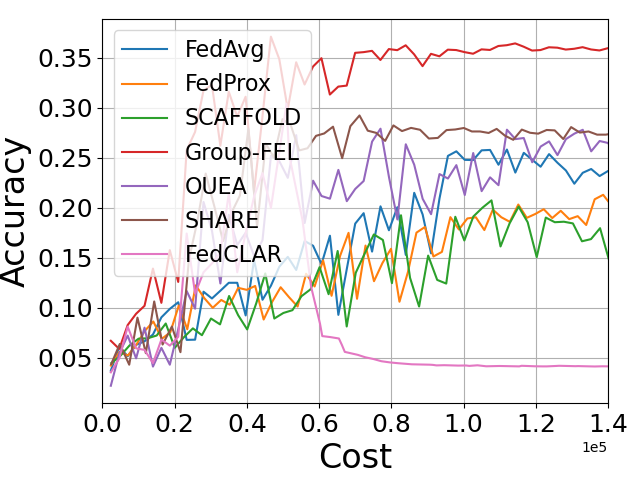 Accuracy
0.35
0.30
0.25
0.20
0.15
0.10
0.05
FedAvg
FedProx
SCAFFOLD
Group-FEL
OUEA
SHARE
FedCLAR
0.0 0.2 0.4 0.6 0.8 1.0 1.2 1.4
1e5
Cost